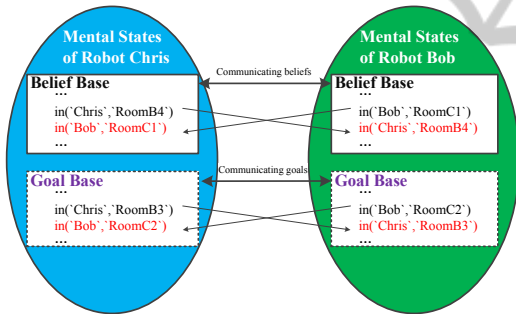 Mental States
of Robot Chris
Belief Base
...
in(`Chris`,`RoomB4`)
in(`Bob`,`RoomC1`)
...
Goal Base
...
in(`Chris`,`RoomB3`)
in(`Bob`,`RoomC2`)
...
Communicating beliefs
Communicating goals
Mental States
of Robot Bob
Belief Base
...
in(`Bob`,`RoomC1`)
in(`Chris`,`RoomB4`)
...
Goal Base
...
in(`Bob`,`RoomC2`)
in(`Chris`,`RoomB3`)
...